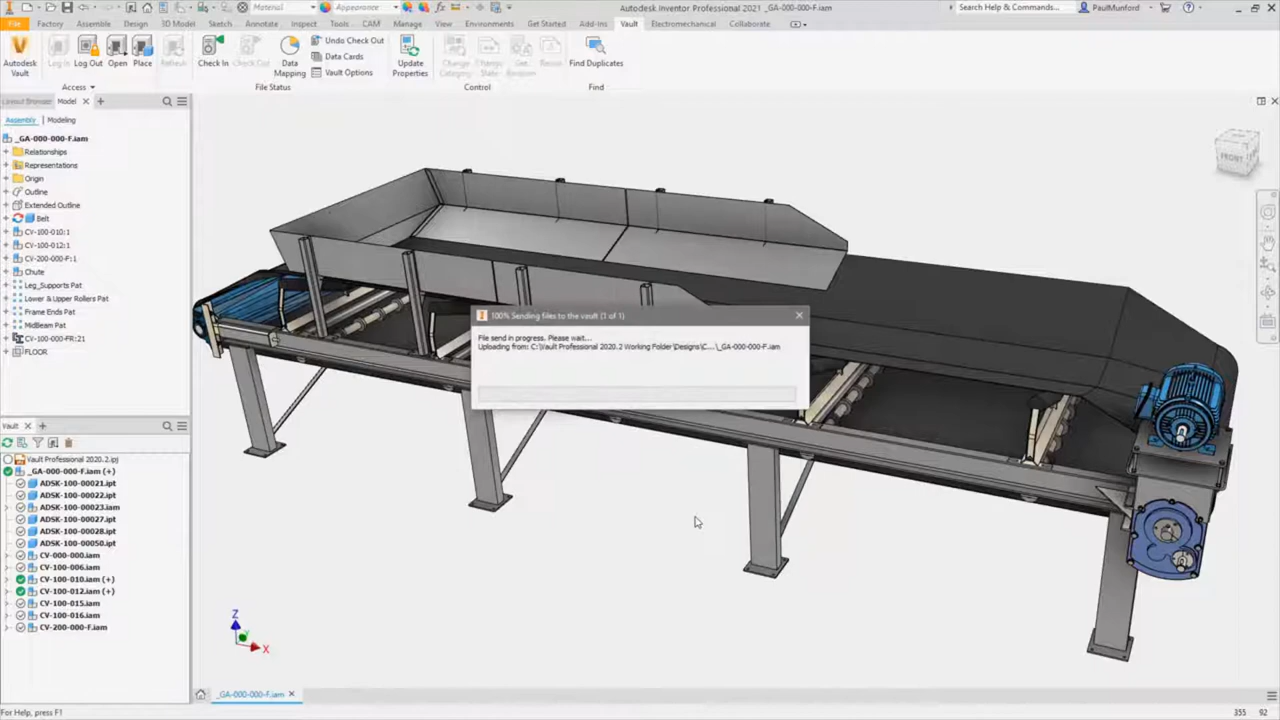 Material
Appearance
Autodesk Inventor Professional 2021 _GA-000-000-F.iam
Search Help & Commands...
PaulMunford
File
Factory
Assemble
Design
3D Model
Sketch
Annotate
Inspect
Tools
CAM
Manage
View
Environments
Get Started
Add-Ins
Vault
Electromechanical
Collaborate
Autodesk
Vault
Log In
Log Out
Open
Place
Refresh
Check In
Check Out
Data
Mapping
Undo Check Out
Data Cards
Vault Options
Update
Properties
Change
Category
Change
State
Get
Revision
Revise
Find Duplicates
Access
File Status
Control
Find
Layout Browser
Model
Assembly
Modeling
_GA-000-000-F.iam
Relationships
Representations
Origin
Outline
Extended Outline
Belt
CV-100-010:1
CV-100-012:1
CV-200-000-F:1
Chute
Leg_Supports Pat
Lower & Upper Rollers Pat
Frame Ends Pat
MidBeam Pat
CV-100-000-FR:21
FLOOR
Vault
Vault Professional 2020.2.ipj
_GA-000-000-F.iam (+)
ADSK-100-00021.ipt
ADSK-100-00022.ipt
ADSK-100-00023.iam
ADSK-100-00027.ipt
ADSK-100-00028.ipt
ADSK-100-00050.ipt
CV-000-000.iam
CV-100-006.iam
CV-100-010.iam (+)
CV-100-012.iam (+)
CV-100-015.iam
CV-100-016.iam
CV-200-000-F.iam
100% Sending files to the vault (1 of 1)
File send in progress. Please wait...
Uploading from: C:\Vault Professional 2020.2 Working Folder\Designs\C...\_GA-000-000-F.iam
FRONT
Z
Y
X
_GA-000-000-F.iam
For Help, press F1
355
92